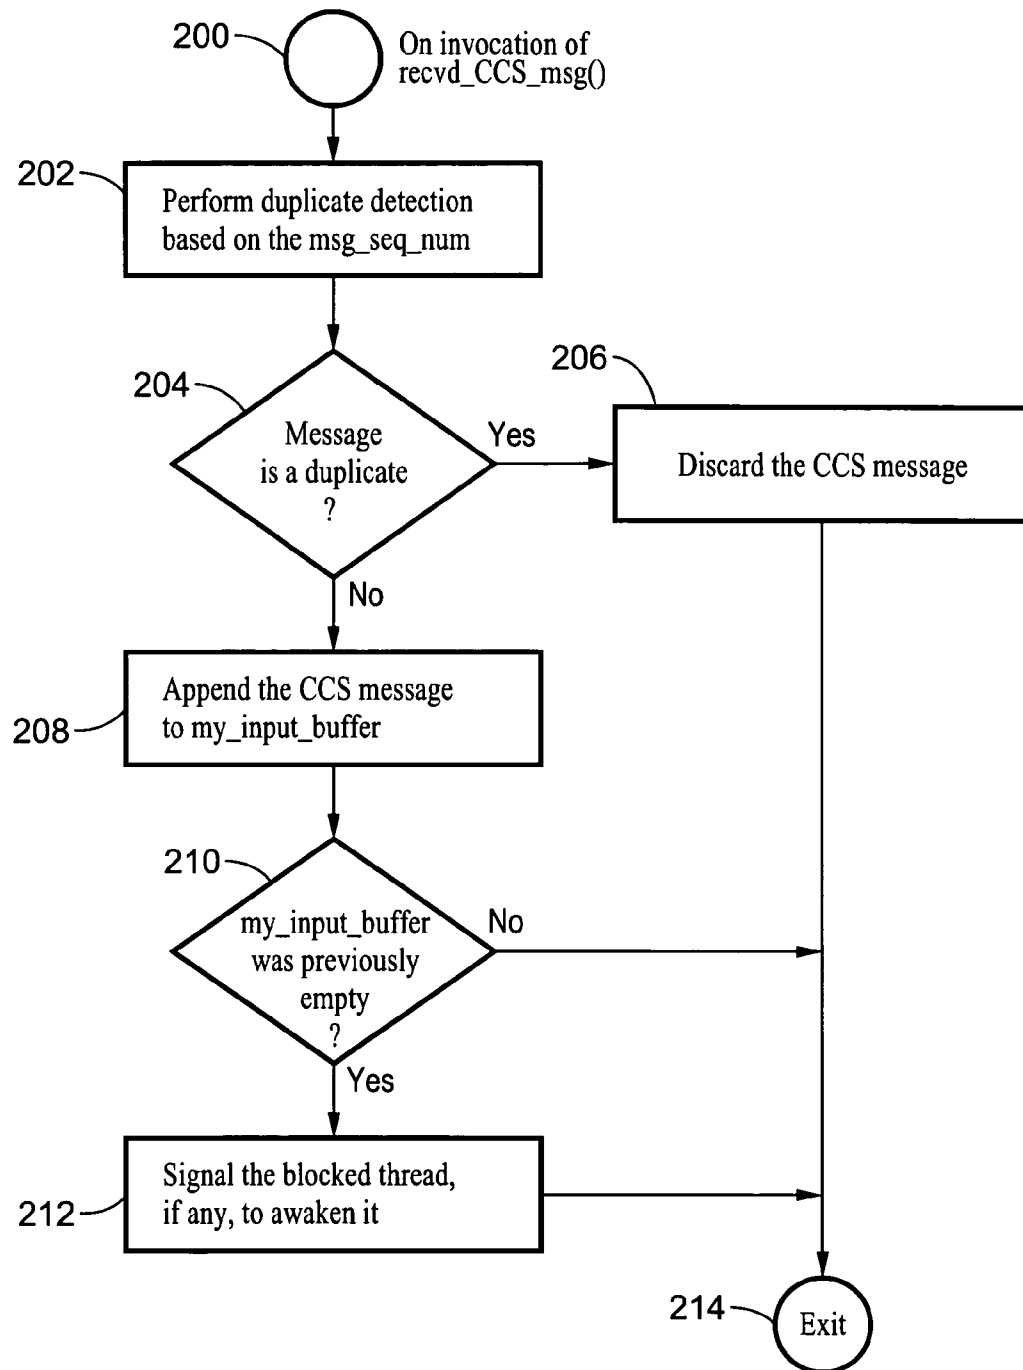 200
On invocation of
recvd_CCS_msg()
202
Perform duplicate detection
based on the msg_seq_num
204
Message
is a duplicate
?
Yes
206
Discard the CCS message
No
208
Append the CCS message
to my_input_buffer
210
my_input_buffer
was previously
empty
?
No
Yes
212
Signal the blocked thread,
if any, to awaken it
214
Exit